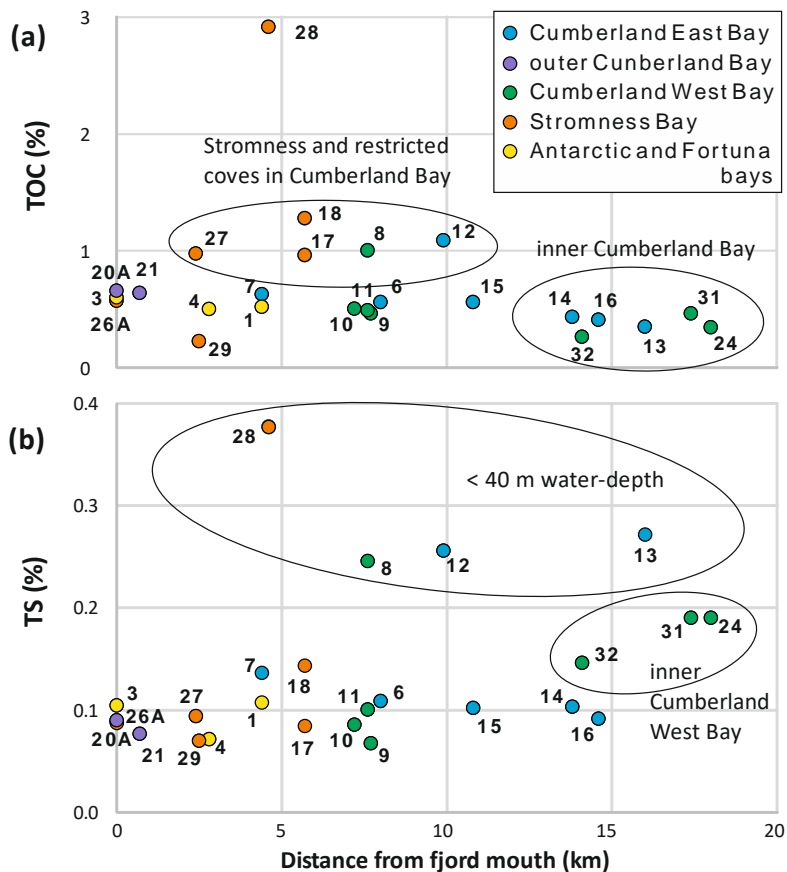 (a)
3
2
1
0
TOC (%)
Cumberland East Bay
outer Cunberland Bay
Cumberland West Bay
Stromness Bay
Antarctic and Fortuna
bays
28
Stromness and restricted
coves in Cumberland Bay
inner Cumberland Bay
27
18
17
8
12
20A
21
3
26A
4
29
7
1
11
10
6
9
15
14
16
32
13
31
24
(b)
0.4
0.3
0.2
0.1
0.0
TS (%)
28
< 40 m water-depth
8
12
13
32
31
24
inner
Cumberland
West Bay
3
26A
20A
21
27
29
4
7
1
18
17
11
10
6
9
15
14
16
0
5
10
15
20
Distance from fjord mouth (km)